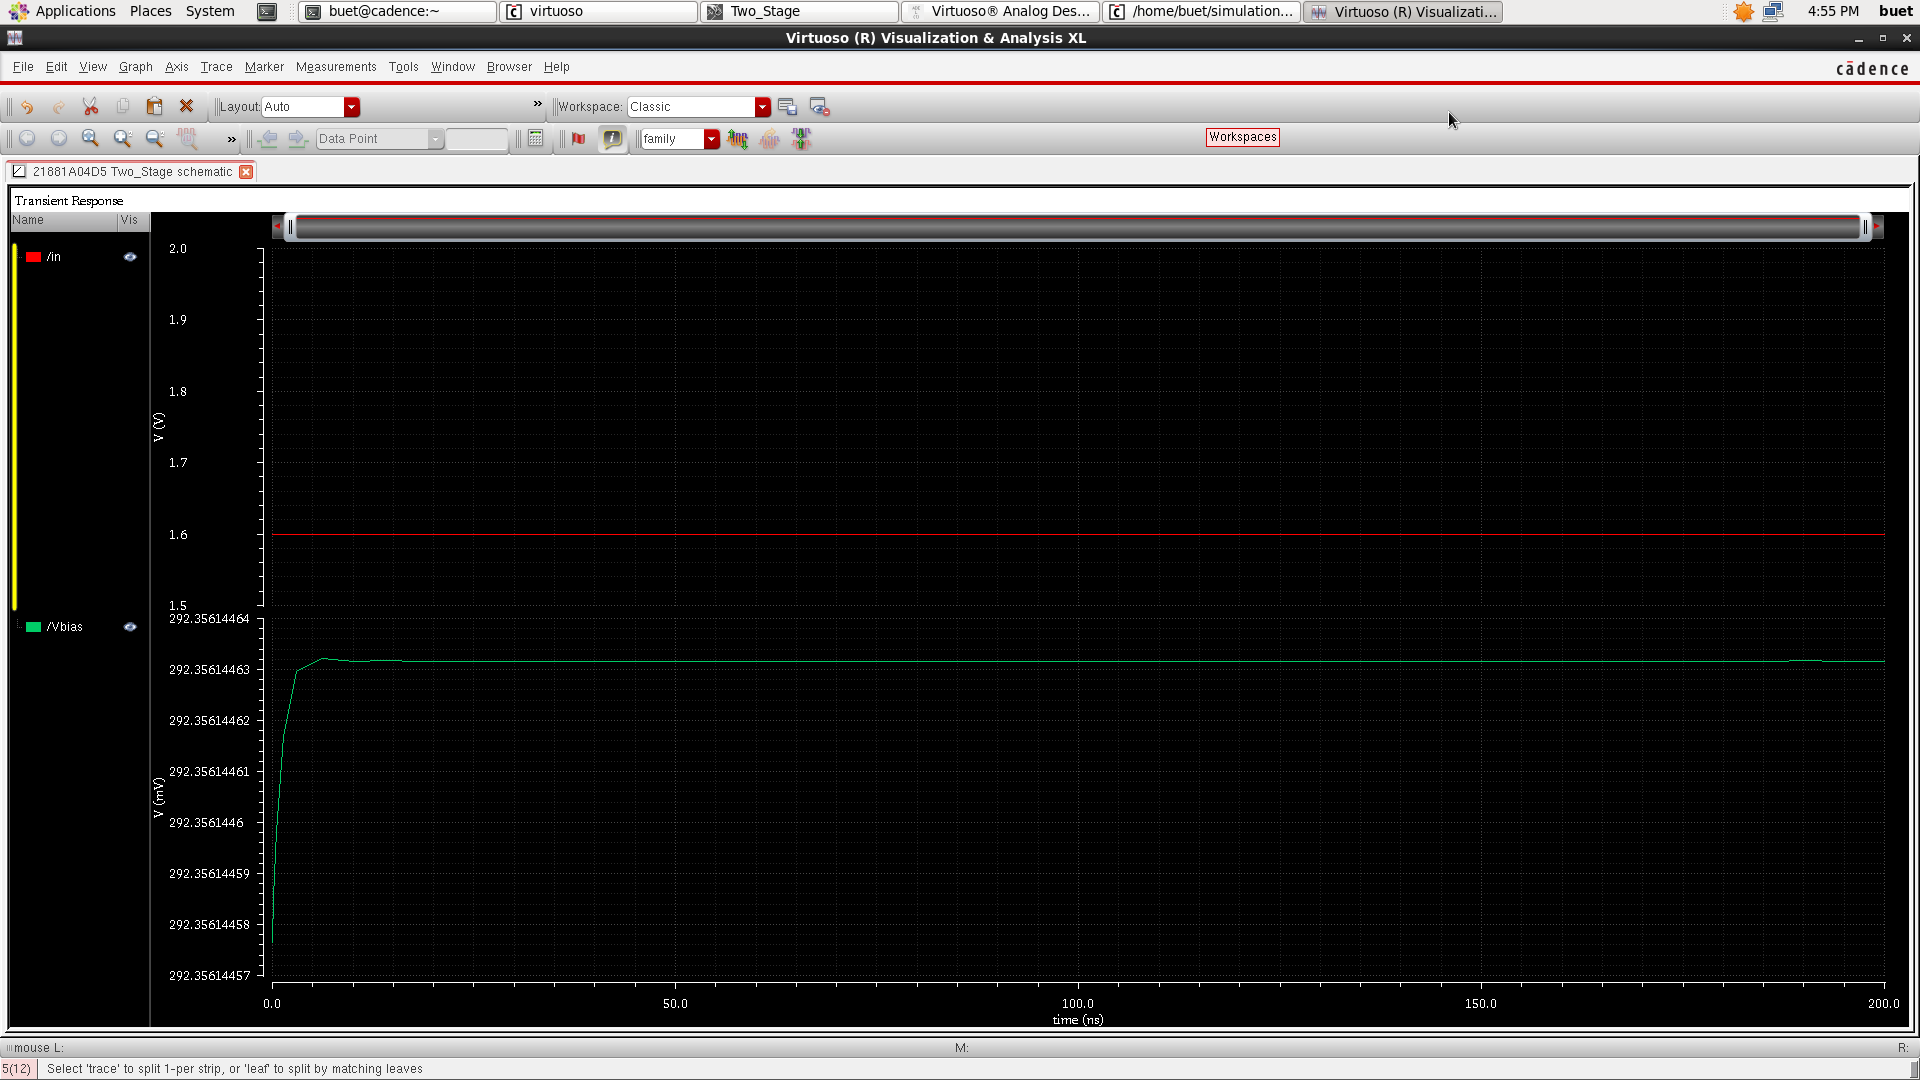 Applications Places System buet@cadence:~ virtuoso Two_Stage Virtuoso® Analog Des... /home/buet/simulation... Virtuoso (R) Visualizati... 4:55 PM buet
Virtuoso (R) Visualization & Analysis XL
File Edit View Graph Axis Trace Marker Measurements Tools Window Browser Help cādence
Layout: Auto » Workspace: Classic
» Data Point family Workspaces
21881A04D5 Two_Stage schematic
Transient Response
Name Vis
/in
2.0
1.9
1.8
V (V)
1.7
1.6
1.5
/Vbias
292.35614464
292.35614463
292.35614462
292.35614461
V (mV)
292.3561446
292.35614459
292.35614458
292.35614457
0.0 50.0 100.0 150.0 200.0
time (ns)
mouse L: M: R:
5(12) Select 'trace' to split 1-per strip, or 'leaf' to split by matching leaves